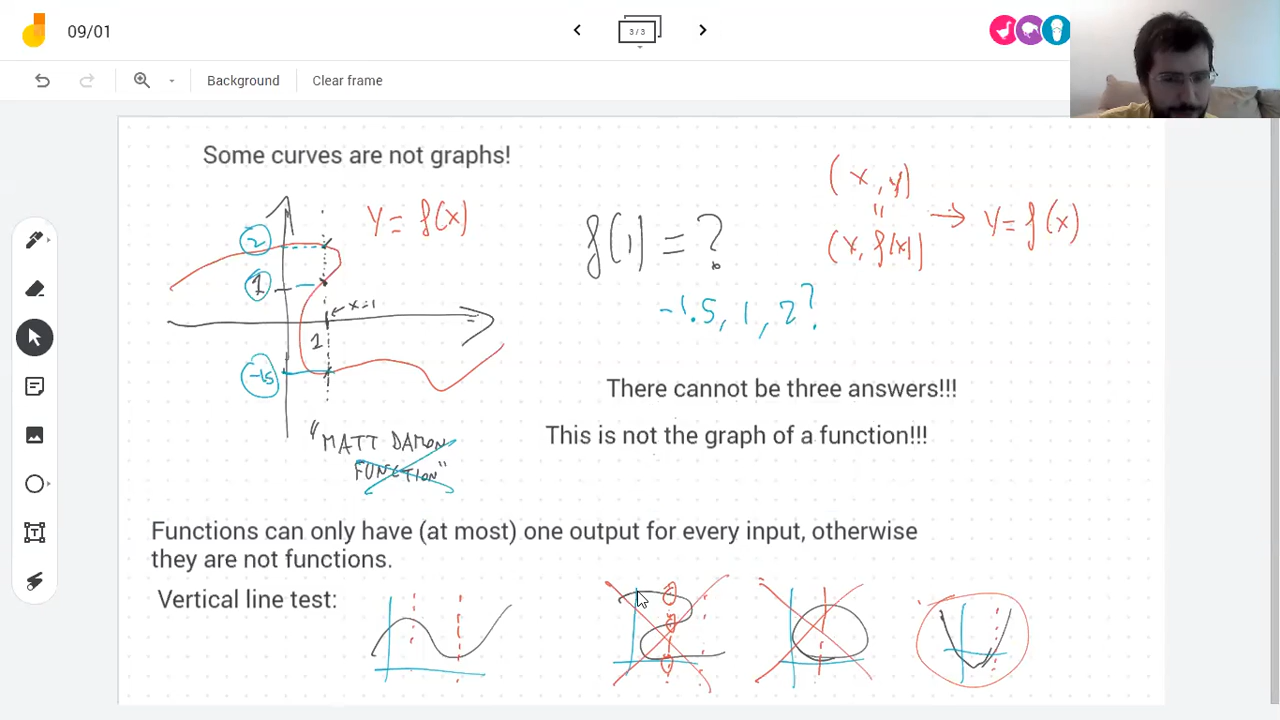 09/01
3/3
Background
Clear frame
Some curves are not graphs!
y = f(x)
2
1
x=1
1
-1.5
"MATT DAMON
FUNCTION"
f(1) = ?
-1.5, 1, 2?
(x, y)
"
(x, f(x))
→ y = f(x)
There cannot be three answers!!!
This is not the graph of a function!!!
Functions can only have (at most) one output for every input, otherwise
they are not functions.
Vertical line test: